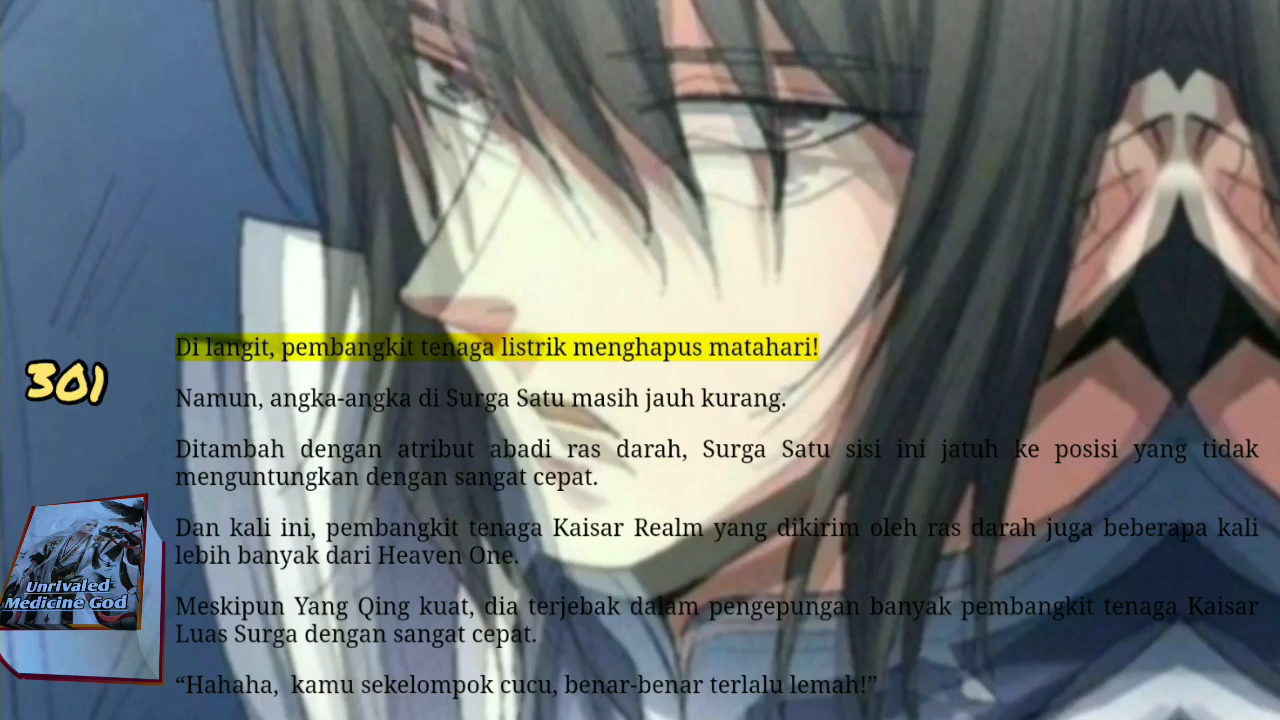 Di langit, pembangkit tenaga listrik menghapus matahari!
301
Namun, angka-angka di Surga Satu masih jauh kurang.
Ditambah dengan atribut abadi ras darah, Surga Satu sisi ini jatuh ke posisi yang tidak
menguntungkan dengan sangat cepat.
Dan kali ini, pembangkit tenaga Kaisar Realm yang dikirim oleh ras darah juga beberapa kali
lebih banyak dari Heaven One.
Unrivaled
Medicine God
Meskipun Yang Qing kuat, dia terjebak dalam pengepungan banyak pembangkit tenaga Kaisar
Luas Surga dengan sangat cepat.
“Hahaha,  kamu sekelompok cucu, benar-benar terlalu lemah!”